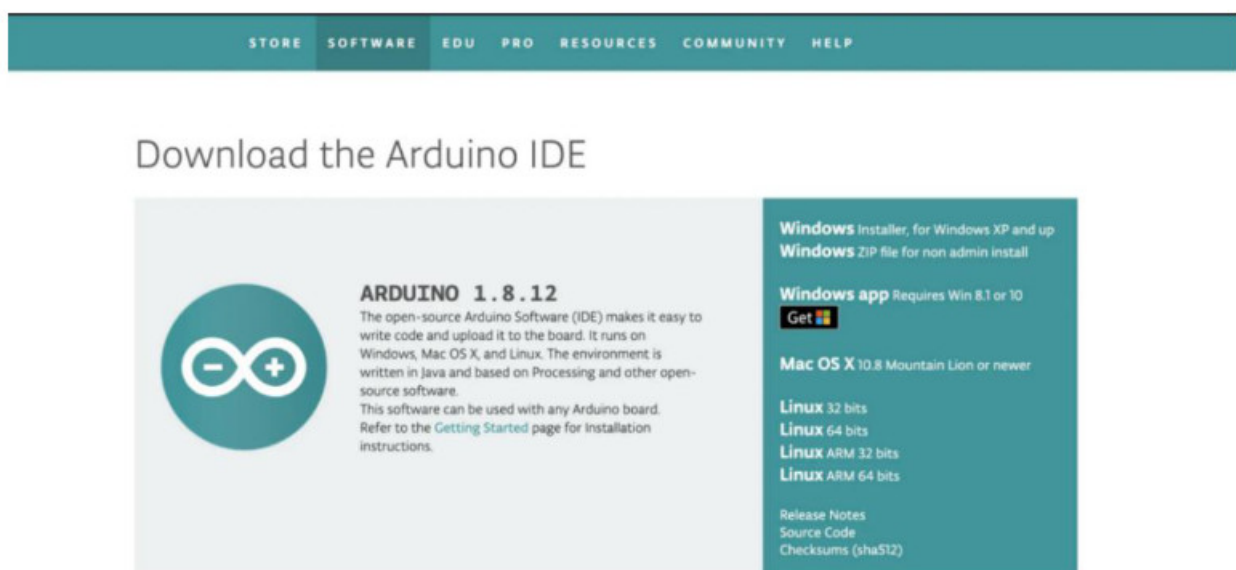 STORE SOFTWARE EDU PRO RESOURCES COMMUNITY HELP
Download the Arduino IDE
ARDUINO 1.8.12
The open-source Arduino Software (IDE) makes it easy to
write code and upload it to the board. It runs on
Windows, Mac OS X, and Linux. The environment is
written in Java and based on Processing and other open-
source software.
This software can be used with any Arduino board.
Refer to the Getting Started page for Installation
instructions.
Windows Installer, for Windows XP and up
Windows ZIP file for non admin install
Windows app Requires Win 8.1 or 10
Get
Mac OS X 10.8 Mountain Lion or newer
Linux 32 bits
Linux 64 bits
Linux ARM 32 bits
Linux ARM 64 bits
Release Notes
Source Code
Checksums (sha512)